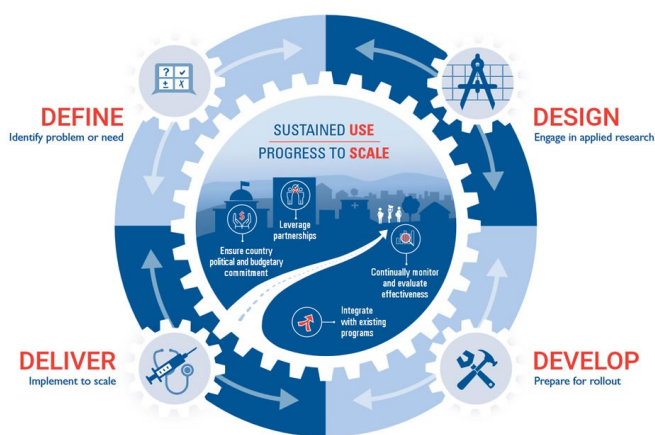 DEFINE
Identify problem or need
DESIGN
Engage in applied research
SUSTAINED USE
PROGRESS TO SCALE
Leverage
partnerships
Ensure country
political and budgetary
commitment
Continually monitor
and evaluate
effectiveness
Integrate
with existing
programs
DELIVER
Implement to scale
DEVELOP
Prepare for rollout
? ✓
± X
$